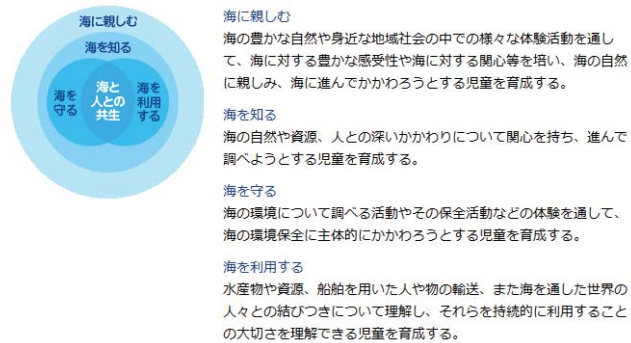 海に親しむ
海を知る
海を
守る
海と
人との
共生
海を
利用
する
海に親しむ
海の豊かな自然や身近な地域社会の中での様々な体験活動を通し
て、海に対する豊かな感受性や海に対する関心等を培い、海の自然
に親しみ、海に進んでかかわろうとする児童を育成する。
海を知る
海の自然や資源、人との深いかかわりについて関心を持ち、進んで
調べようとする児童を育成する。
海を守る
海の環境について調べる活動やその保全活動などの体験を通して、
海の環境保全に主体的にかかわろうとする児童を育成する。
海を利用する
水産物や資源、船舶を用いた人や物の輸送、また海を通した世界の
人々との結びつきについて理解し、それらを持続的に利用すること
の大切さを理解できる児童を育成する。